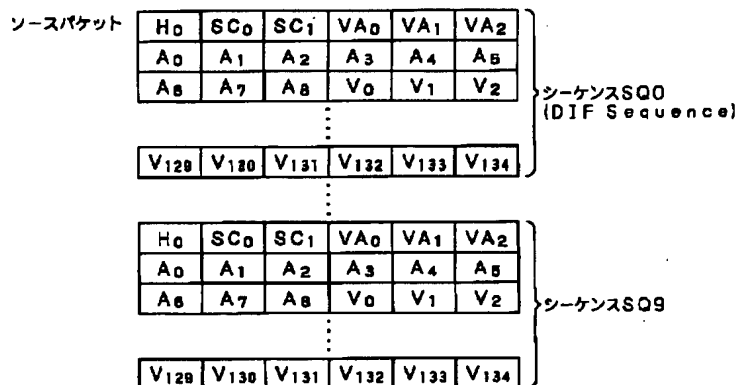 ソースパケット H0 SC0 SC1 VA0 VA1 VA2
A0 A1 A2 A3 A4 A5
A6 A7 A8 V0 V1 V2
シーケンスSQ0
(DIF Sequence)
V129 V130 V131 V132 V133 V134
H0 SC0 SC1 VA0 VA1 VA2
A0 A1 A2 A3 A4 A5
A6 A7 A8 V0 V1 V2
シーケンスSQ9
V129 V130 V131 V132 V133 V134